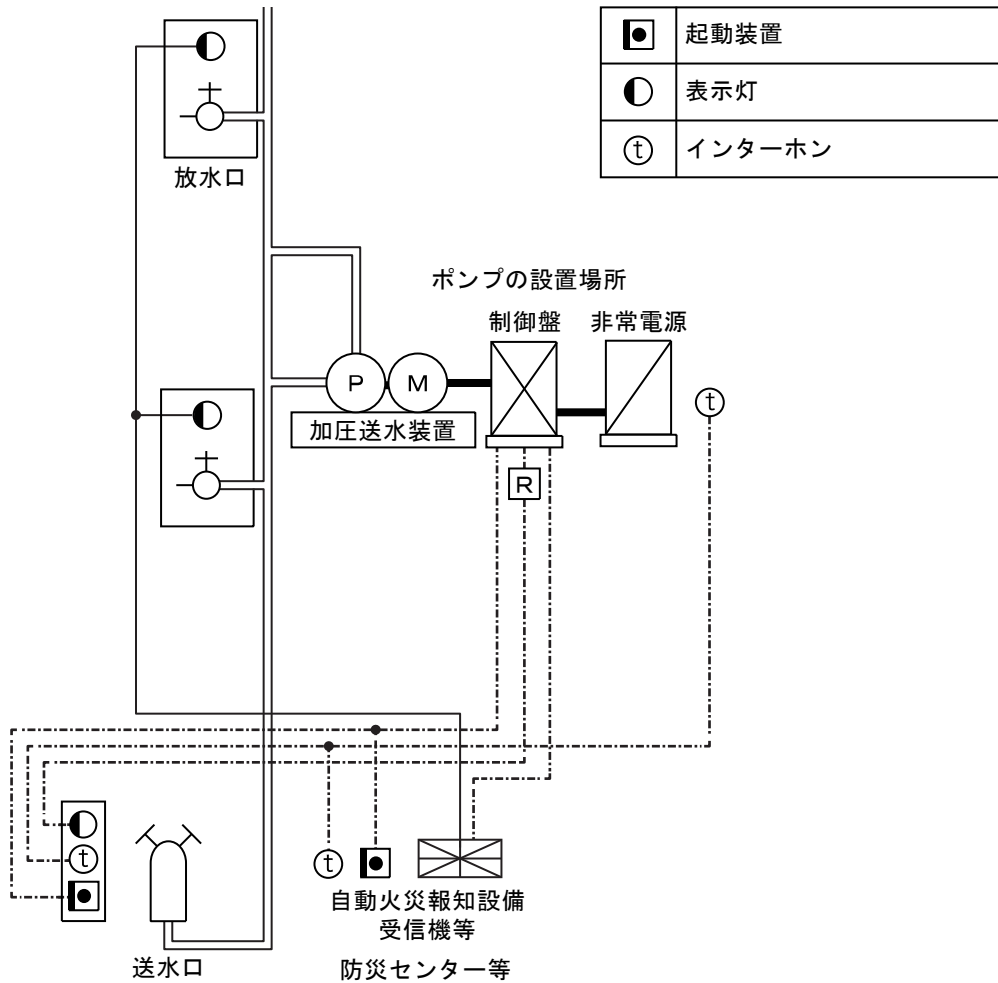 起動装置
表示灯
t
インターホン
放水口
ポンプの設置場所
制御盤
非常電源
P
M
t
加圧送水装置
R
t
t
自動火災報知設備
受信機等
送水口
防災センター等